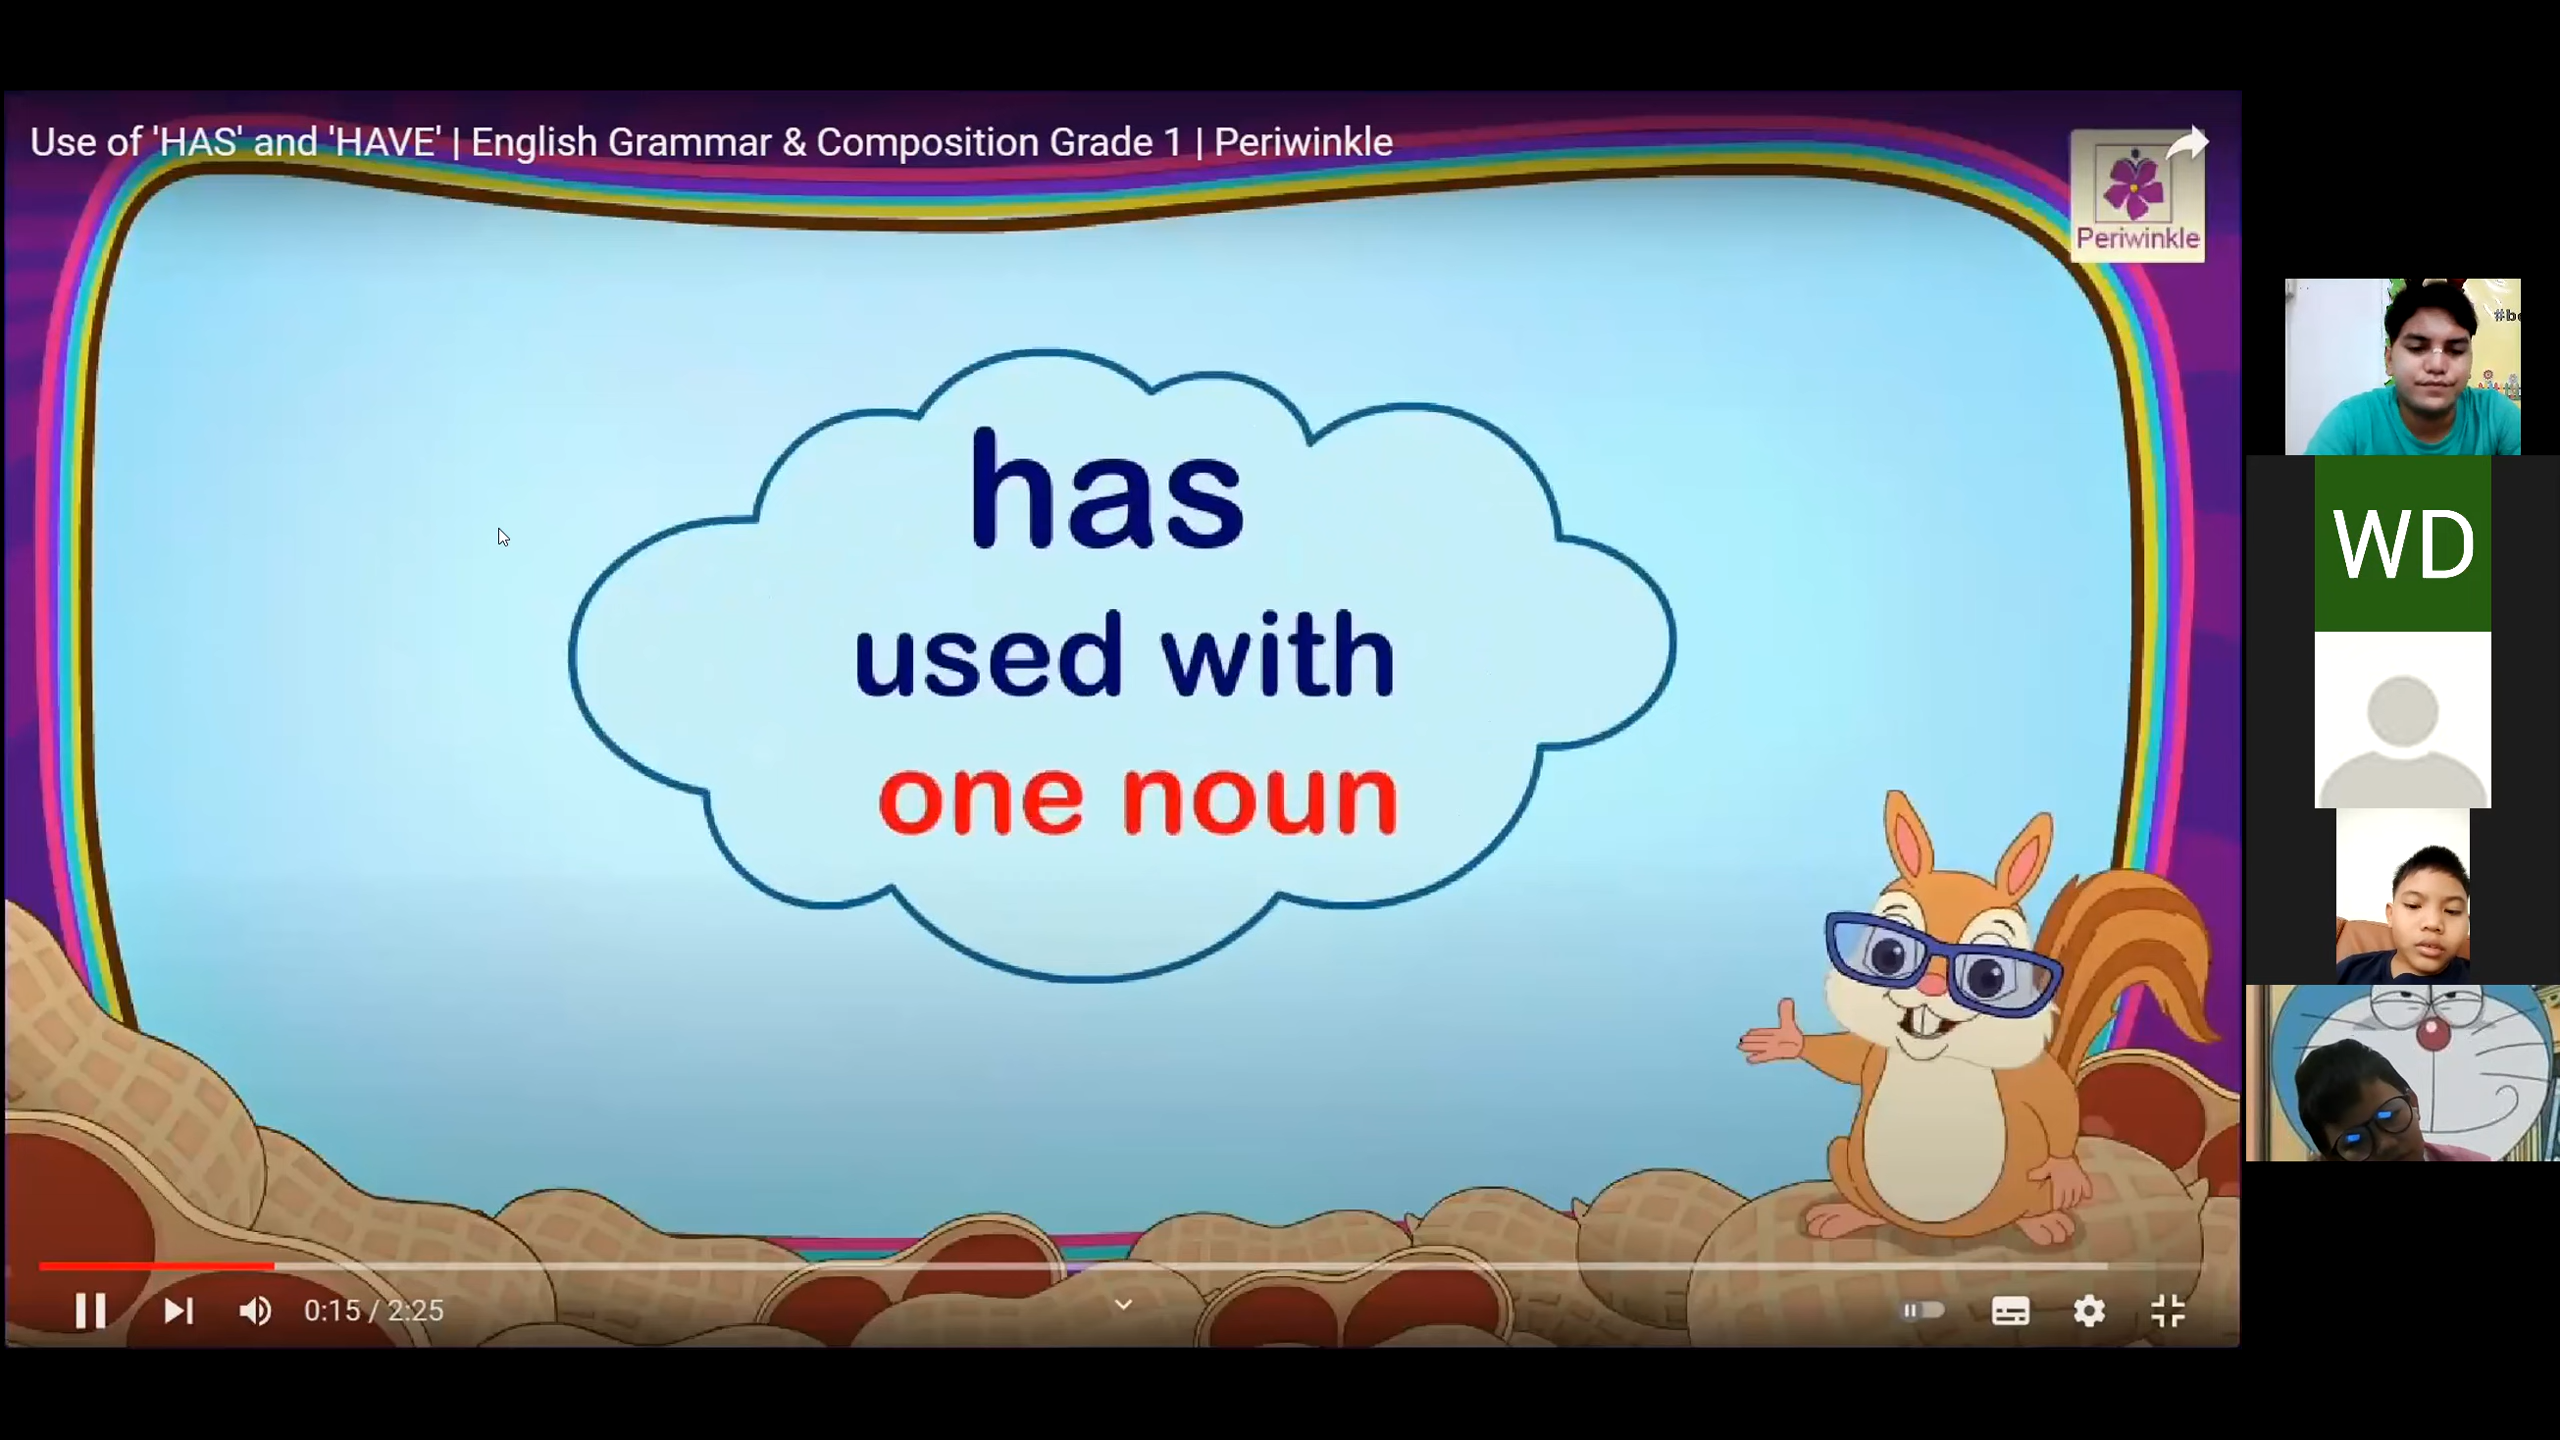 Use of 'HAS' and 'HAVE' | English Grammar & Composition Grade 1 | Periwinkle
Periwinkle
has
used with
one noun
0:15 / 2:25
WD